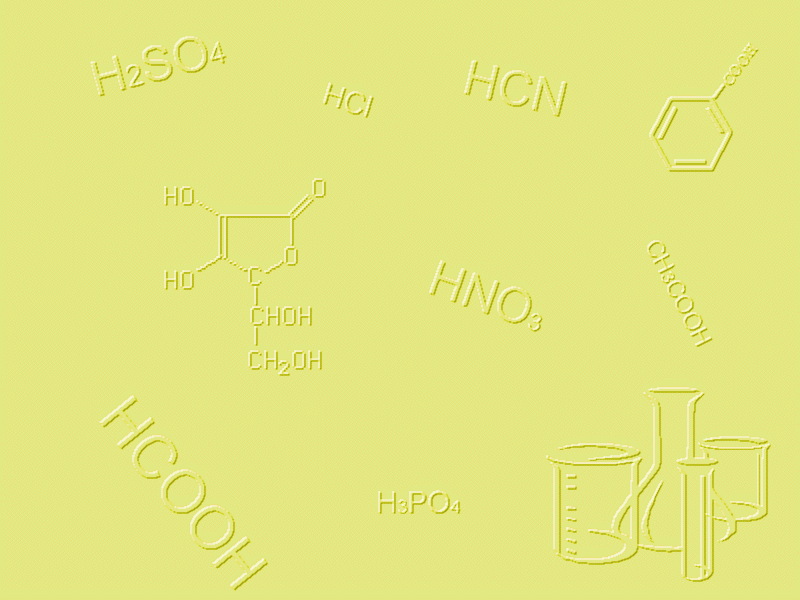 H₂SO₄
HCl
HCN
COOH
HO
O
O
HO
C
CHOH
CH₂OH
HNO₃
CH₃COOH
HCOOH
H₃PO₄